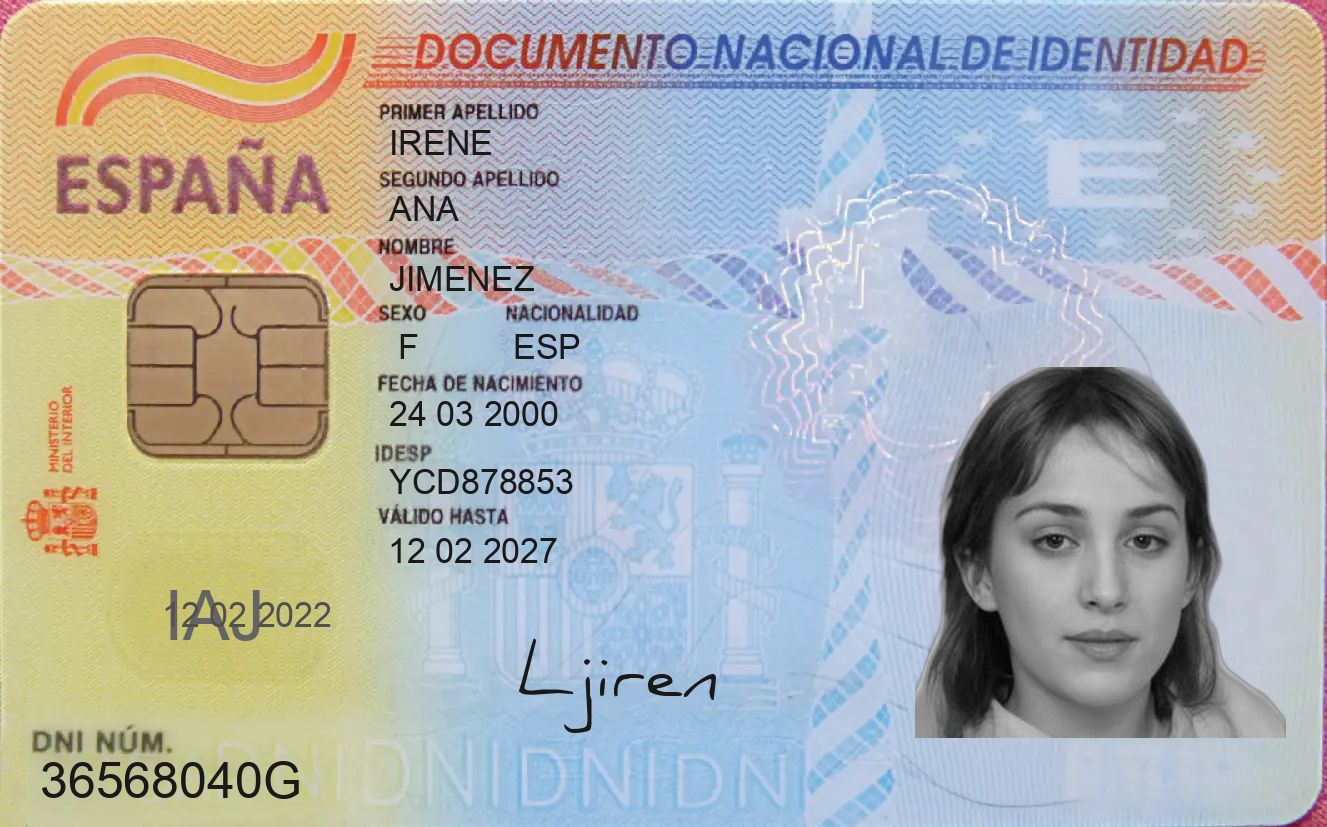 DOCUMENTO NACIONAL DE IDENTIDAD
ESPAÑA
PRIMER APELLIDO
IRENE
SEGUNDO APELLIDO
ANA
NOMBRE
JIMENEZ
SEXO NACIONALIDAD
F ESP
FECHA DE NACIMIENTO
24 03 2000
IDESP
YCD878853
VÁLIDO HASTA
12 02 2027
MINISTERIO
DEL INTERIOR
E
IAJ
12 02 2022
Ljiren
DNI NÚM.
36568040G
DNIDNIDNIDNI